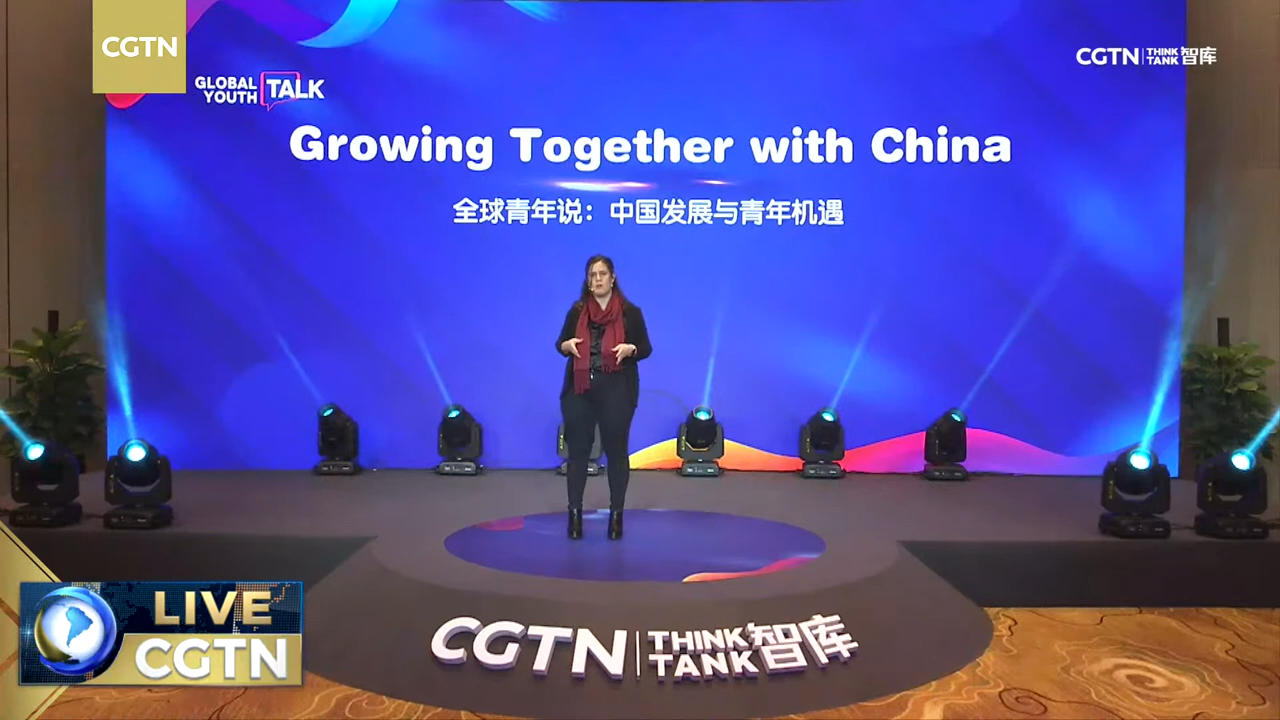 CGTN
CGTN THINK TANK 智库
GLOBAL YOUTH TALK
Growing Together with China
全球青年说：中国发展与青年机遇
CGTN THINK TANK 智库
LIVE
CGTN